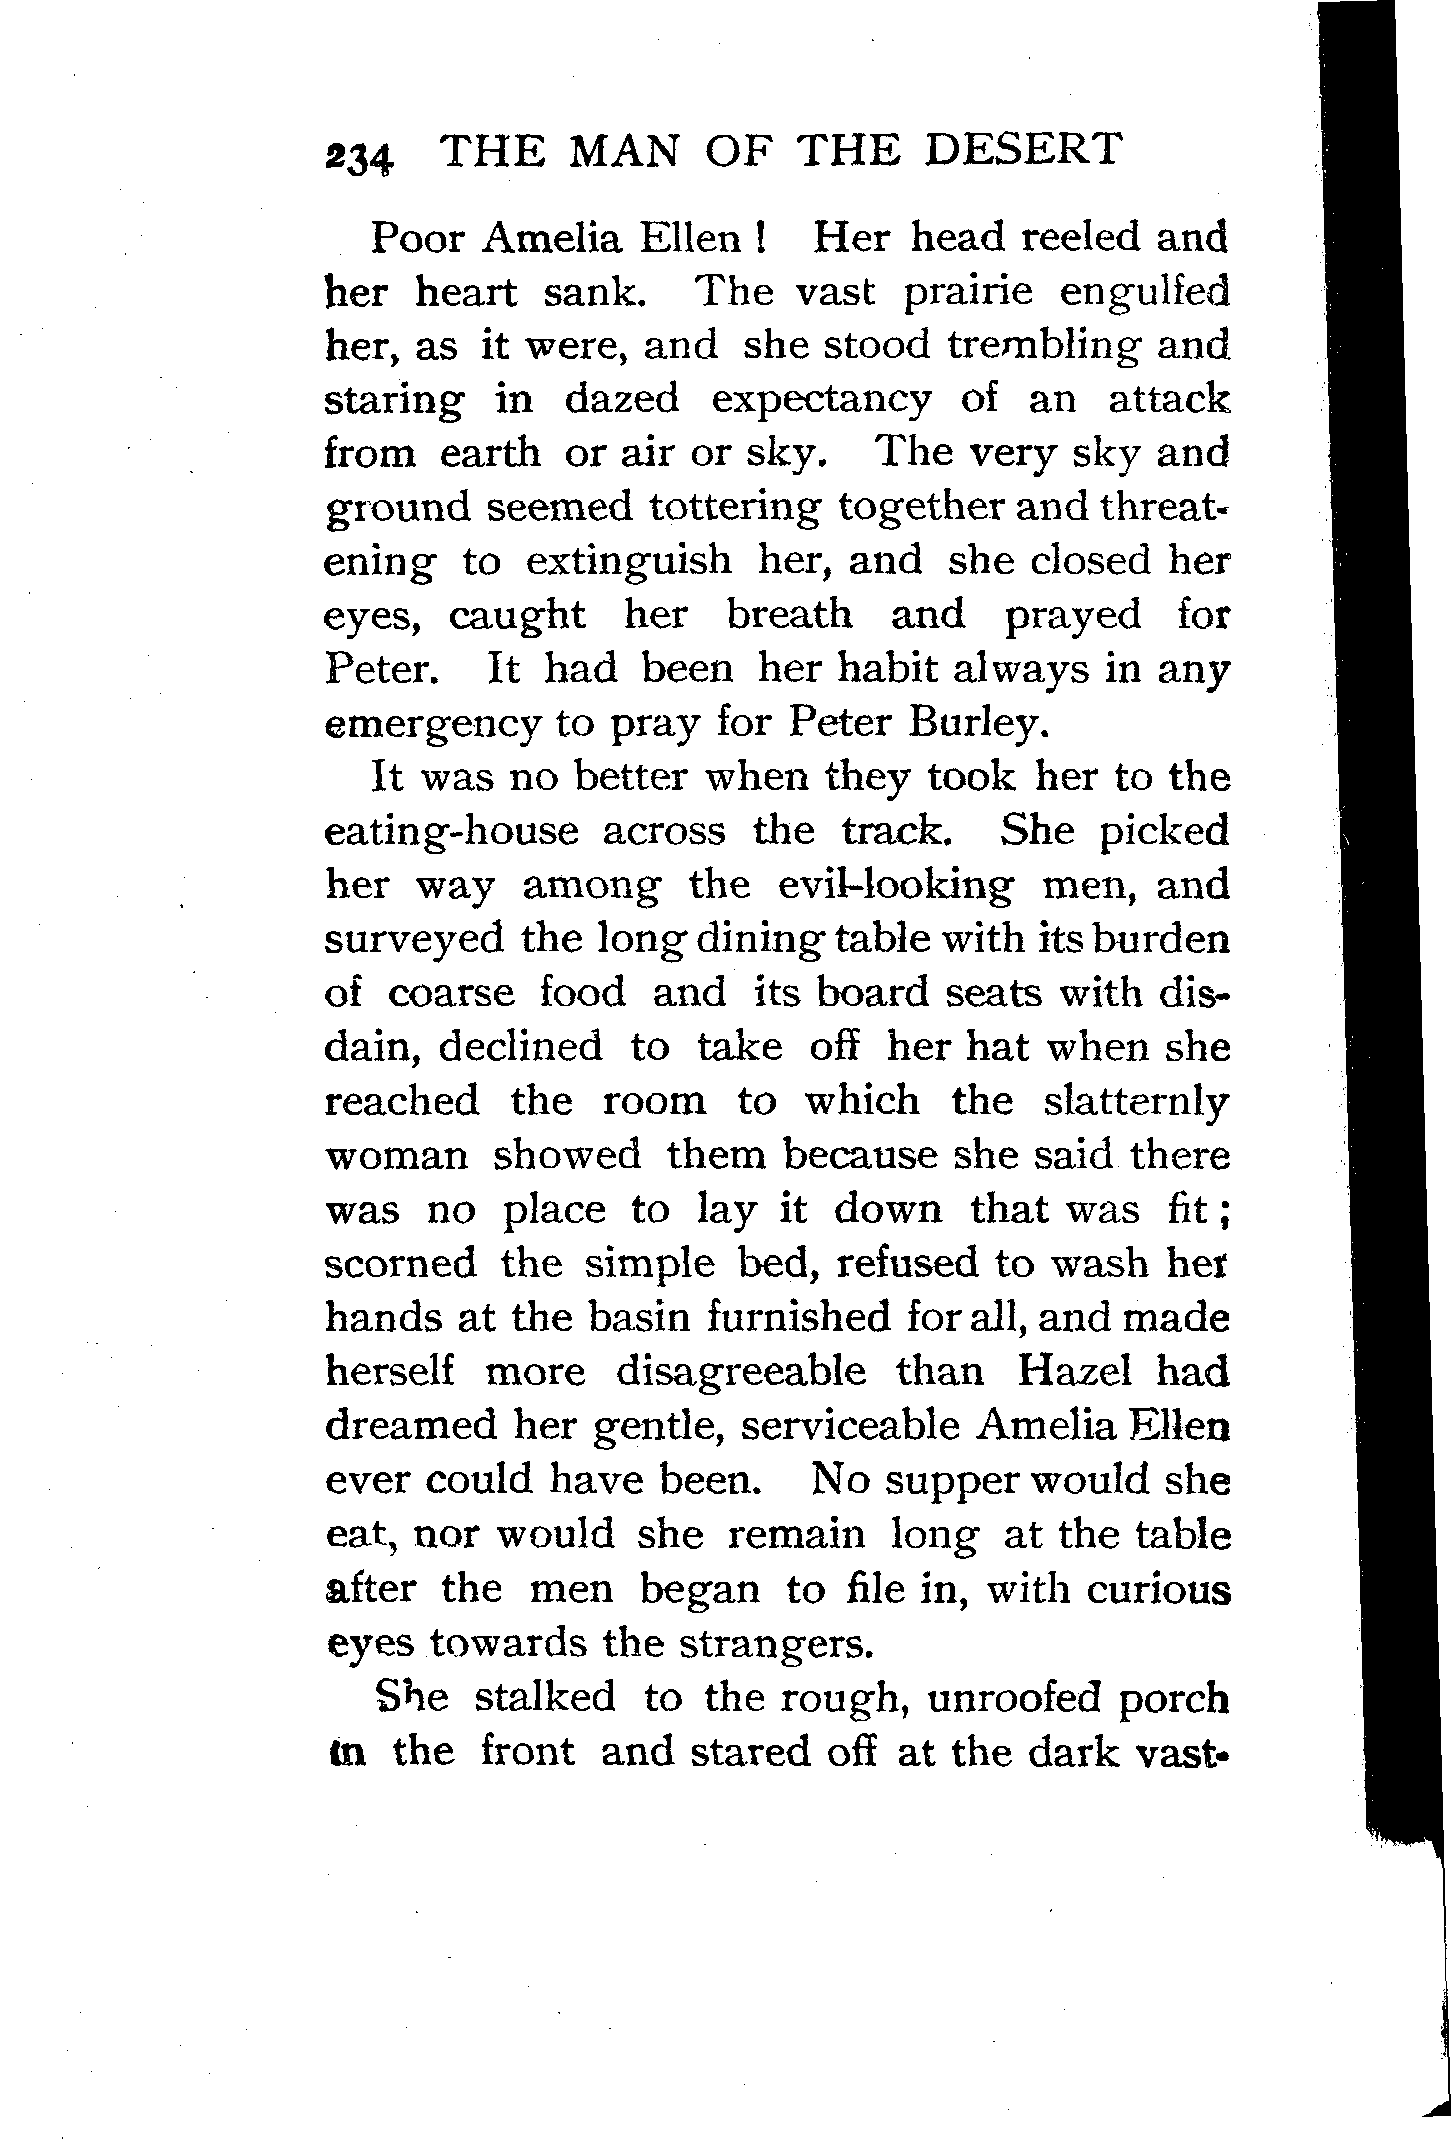 234 THE MAN OF THE DESERT
Poor Amelia Ellen! Her head reeled and
her heart sank. The vast prairie engulfed
her, as it were, and she stood trembling and
staring in dazed expectancy of an attack
from earth or air or sky. The very sky and
ground seemed tottering together and threat-
ening to extinguish her, and she closed her
eyes, caught her breath and prayed for
Peter. It had been her habit always in any
emergency to pray for Peter Burley.
It was no better when they took her to the
eating-house across the track. She picked
her way among the evil-looking men, and
surveyed the long dining table with its burden
of coarse food and its board seats with dis-
dain, declined to take off her hat when she
reached the room to which the slatternly
woman showed them because she said there
was no place to lay it down that was fit;
scorned the simple bed, refused to wash her
hands at the basin furnished for all, and made
herself more disagreeable than Hazel had
dreamed her gentle, serviceable Amelia Ellen
ever could have been. No supper would she
eat, nor would she remain long at the table
after the men began to file in, with curious
eyes towards the strangers.
She stalked to the rough, unroofed porch
in the front and stared off at the dark vast-